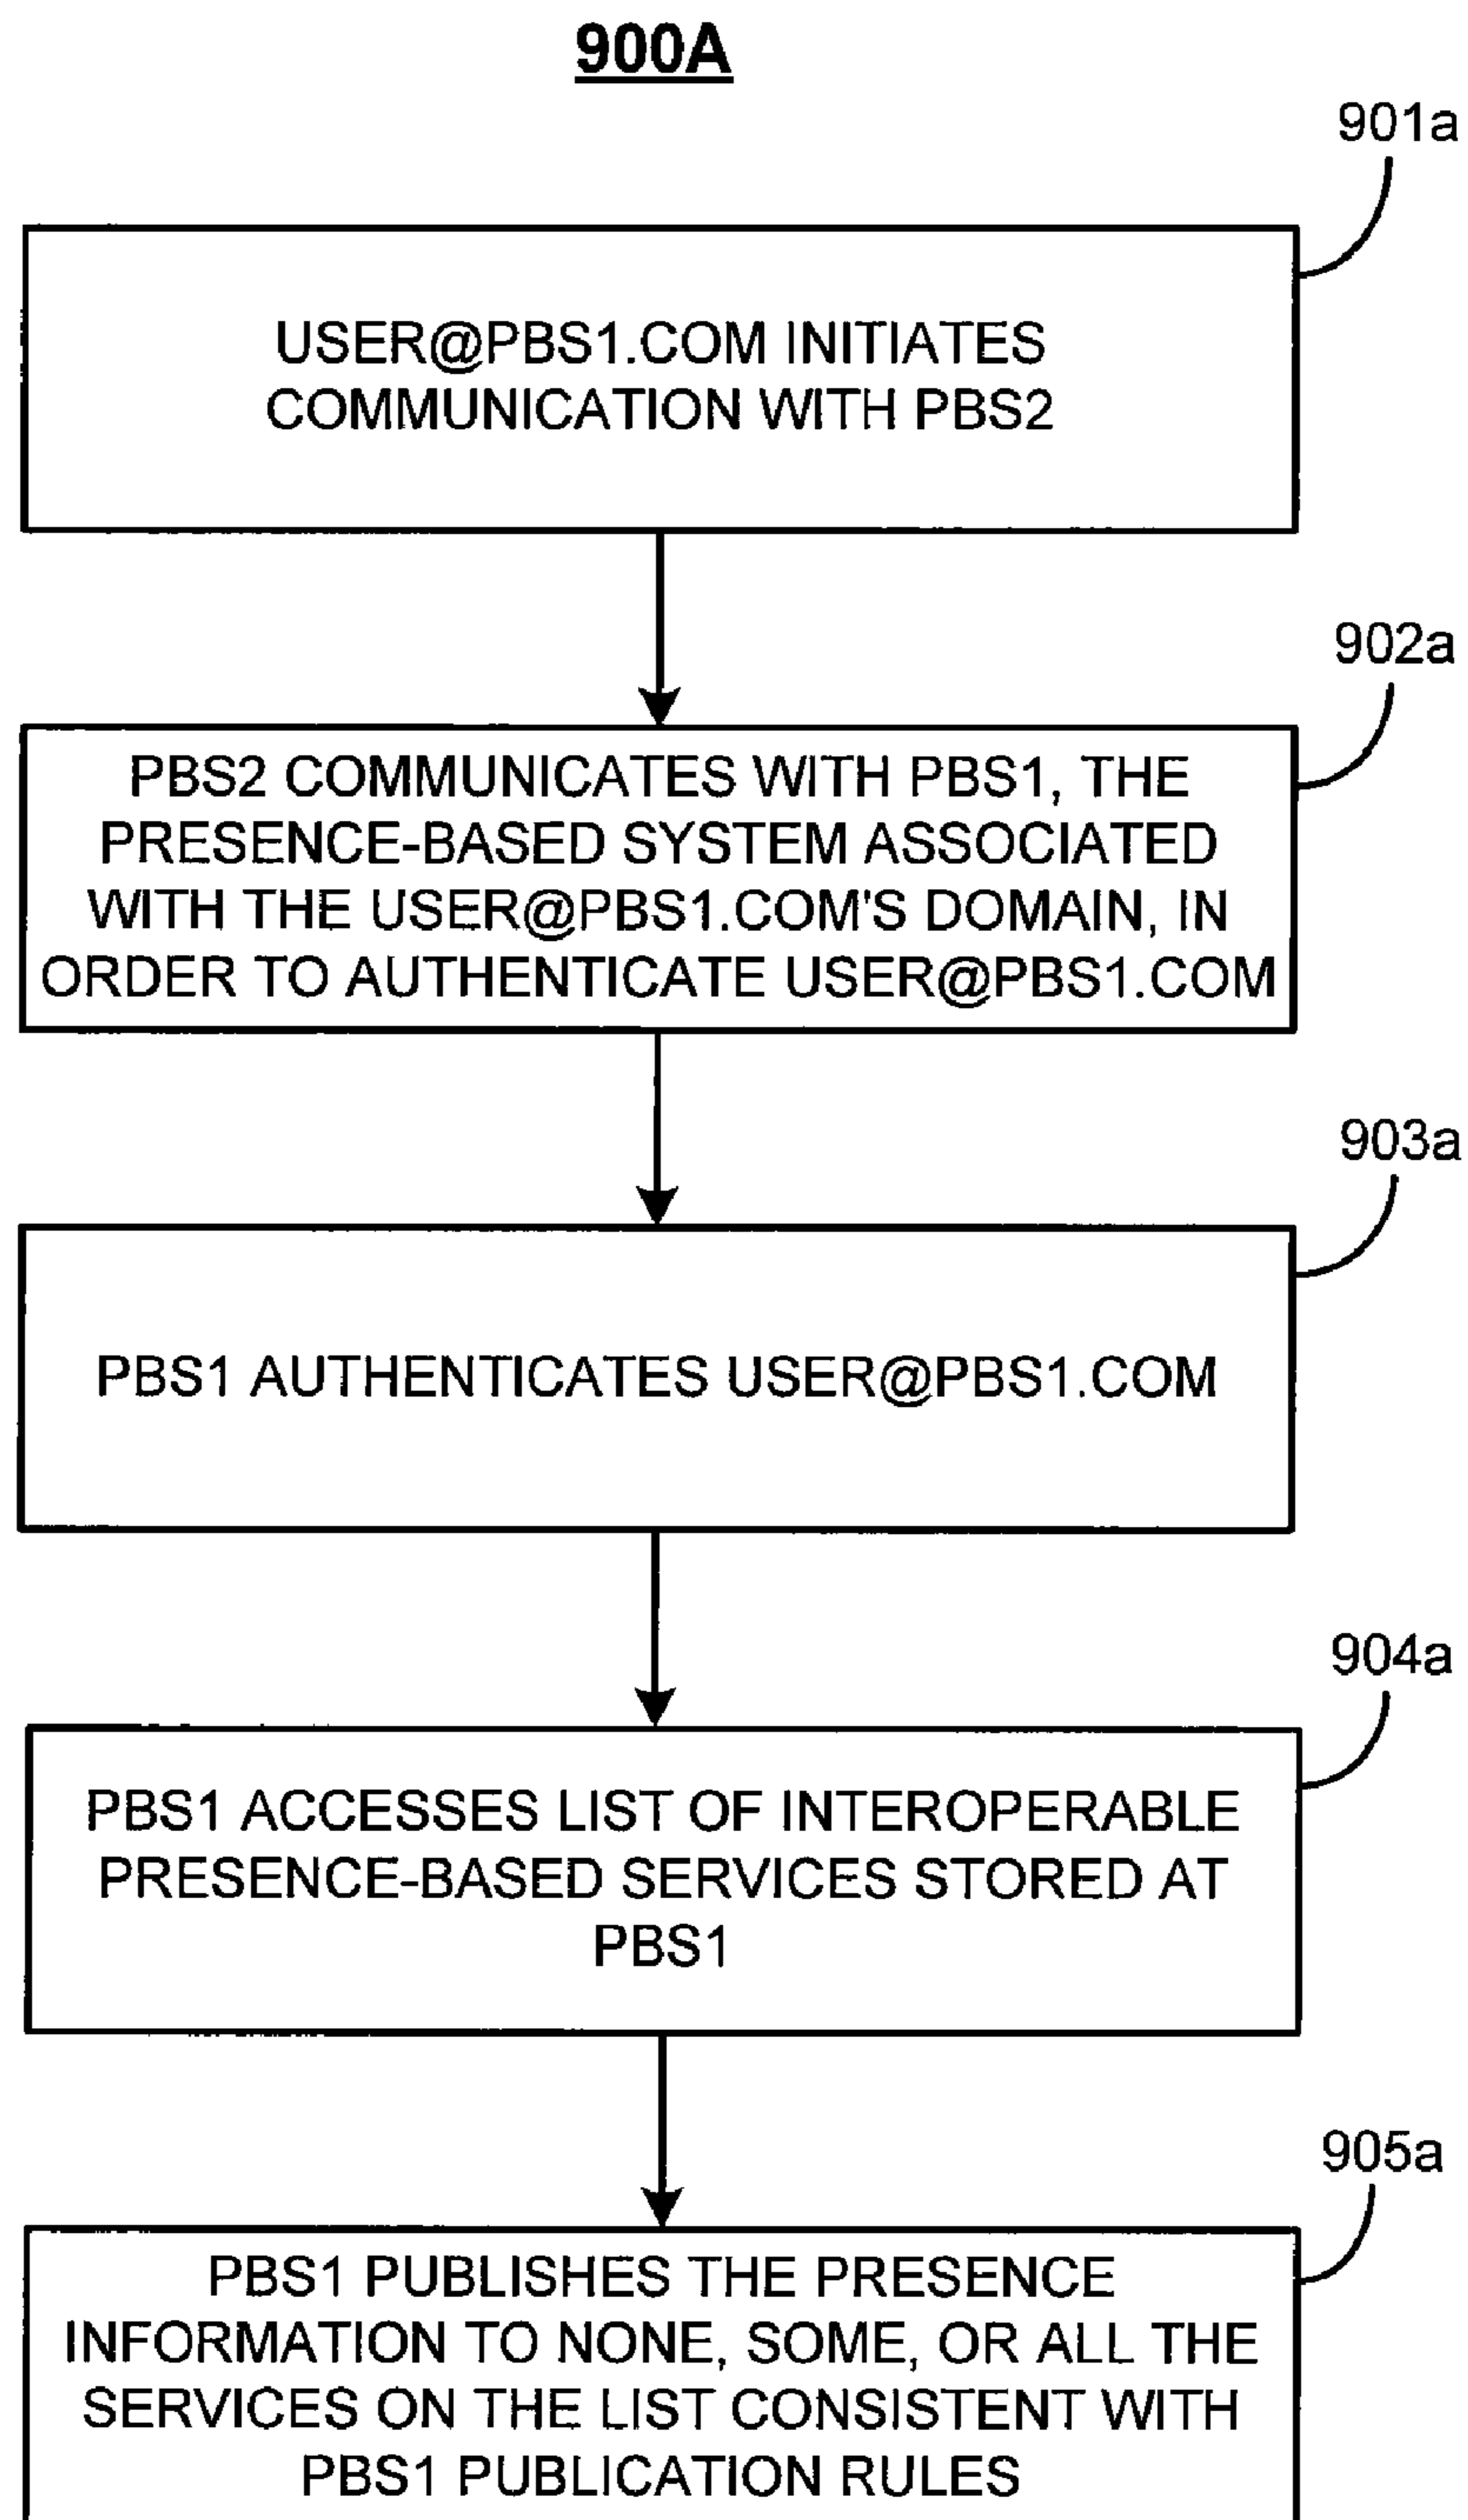 900A
901a
USER@PBS1.COM INITIATES
COMMUNICATION WITH PBS2
902a
PBS2 COMMUNICATES WITH PBS1, THE
PRESENCE-BASED SYSTEM ASSOCIATED
WITH THE USER@PBS1.COM'S DOMAIN, IN
ORDER TO AUTHENTICATE USER@PBS1.COM
903a
PBS1 AUTHENTICATES USER@PBS1.COM
904a
PBS1 ACCESSES LIST OF INTEROPERABLE
PRESENCE-BASED SERVICES STORED AT
PBS1
905a
PBS1 PUBLISHES THE PRESENCE
INFORMATION TO NONE, SOME, OR ALL THE
SERVICES ON THE LIST CONSISTENT WITH
PBS1 PUBLICATION RULES